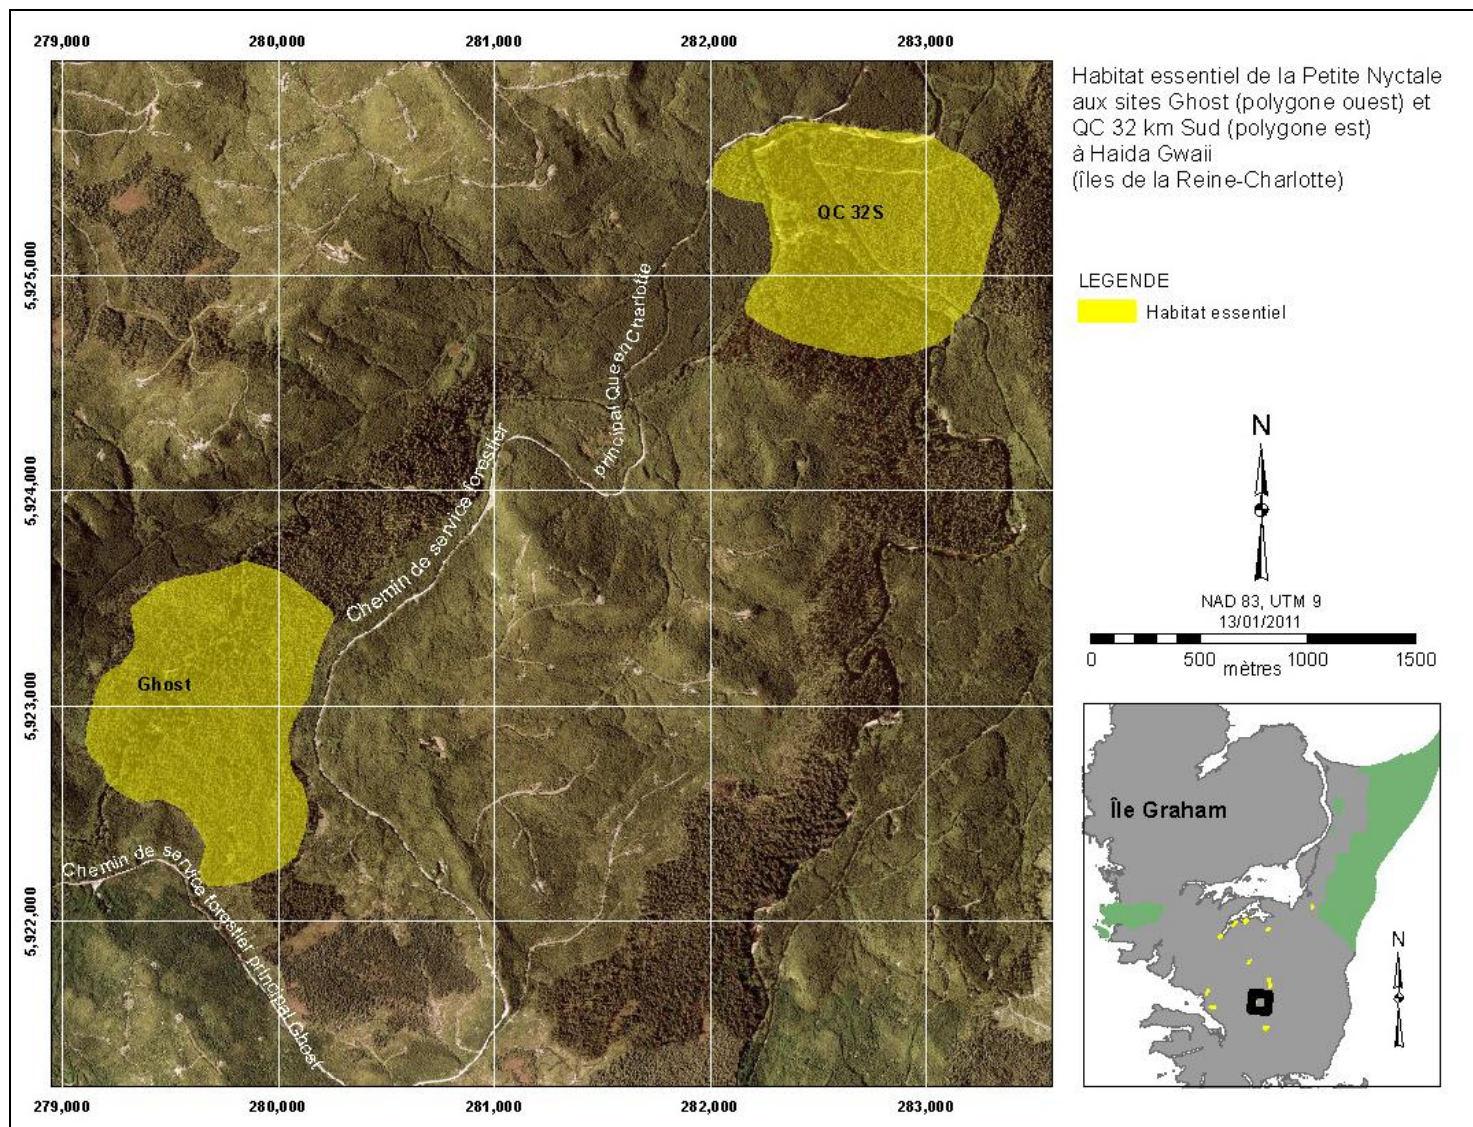 279,000 280,000 281,000 282,000 283,000
Habitat essentiel de la Petite Nyctale
aux sites Ghost (polygone ouest) et
QC 32 km Sud (polygone est)
à Haida Gwaii
(îles de la Reine-Charlotte)
LEGENDE
Habitat essentiel
QC 32S
5,925,000
principal Queen Charlotte
Chemin de service forestier
5,924,000
N
NAD 83, UTM 9
13/01/2011
0 500 1000 1500
mètres
Ghost
5,923,000
Île Graham
Chemin de service forestier principal Ghost
5,922,000
N
279,000 280,000 281,000 282,000 283,000